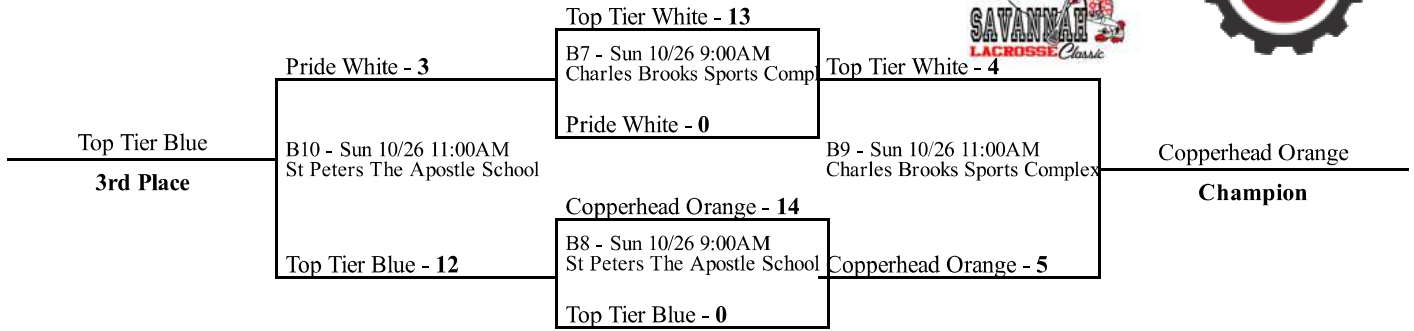 Top Tier White - 13
SAVANNAH
LACROSSE Classic
B7 - Sun 10/26 9:00AM
Charles Brooks Sports Compl
Pride White - 3
Top Tier White - 4
Pride White - 0
Top Tier Blue
3rd Place
B10 - Sun 10/26 11:00AM
St Peters The Apostle School
B9 - Sun 10/26 11:00AM
Charles Brooks Sports Complex
Copperhead Orange
Champion
Copperhead Orange - 14
B8 - Sun 10/26 9:00AM
St Peters The Apostle School
Top Tier Blue - 12
Copperhead Orange - 5
Top Tier Blue - 0